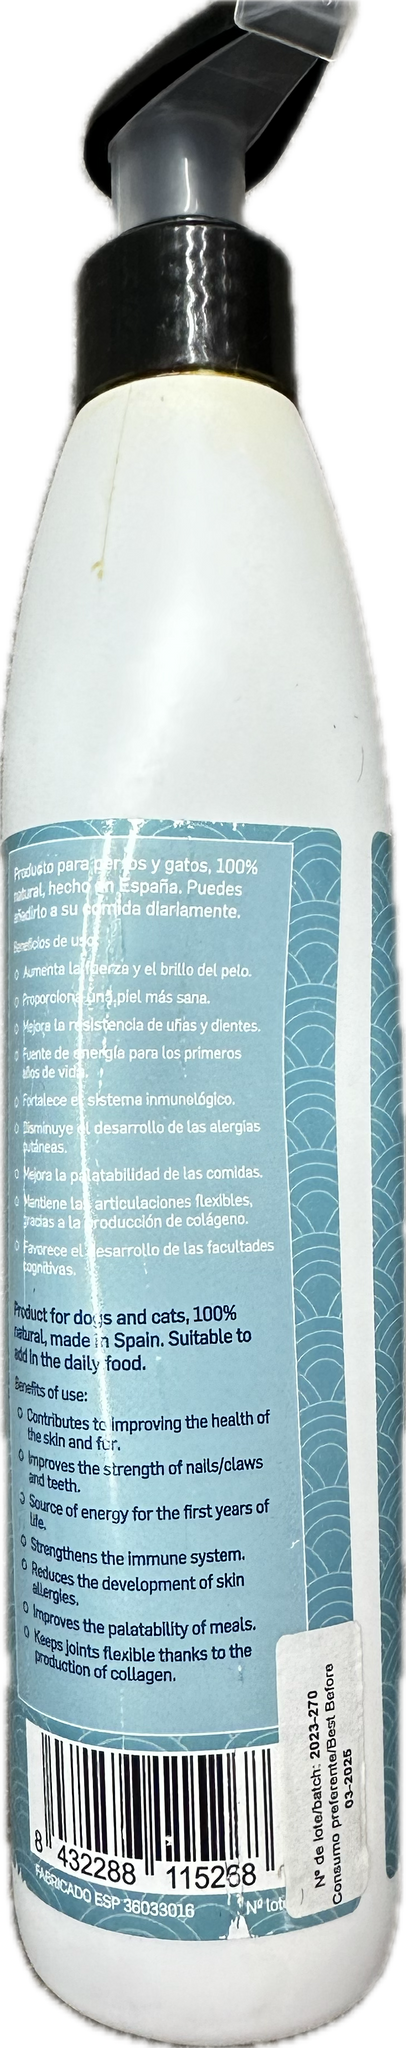 Producto para perros y gatos, 100%
natural, hecho en España. Puedes
añadirlo a su comida diariamente.
Beneficios de uso:
Aumenta la fuerza y el brillo del pelo.
Proporciona una piel más sana.
Mejora la resistencia de uñas y dientes.
Fuente de energía para los primeros
años de vida.
Fortalece el sistema inmunológico.
Disminuye el desarrollo de las alergias
cutáneas.
Mejora la palatabilidad de las comidas.
Mantiene las articulaciones flexibles,
gracias a la producción de colágeno.
Favorece el desarrollo de las facultades
cognitivas.
Product for dogs and cats, 100%
natural, made in Spain. Suitable to
add in the daily food.
Benefits of use:
Contributes to improving the health of
the skin and fur.
Improves the strength of nails/claws
and teeth.
Source of energy for the first years of
life.
Strengthens the immune system.
Reduces the development of skin
allergies.
Improves the palatability of meals.
Keeps joints flexible thanks to the
production of collagen.
8 432288 115268
FABRICADO ESP 36033016
Nº lot
Nº de lote/batch: 2023-270
Consumo preferente/Best Before
03-2025